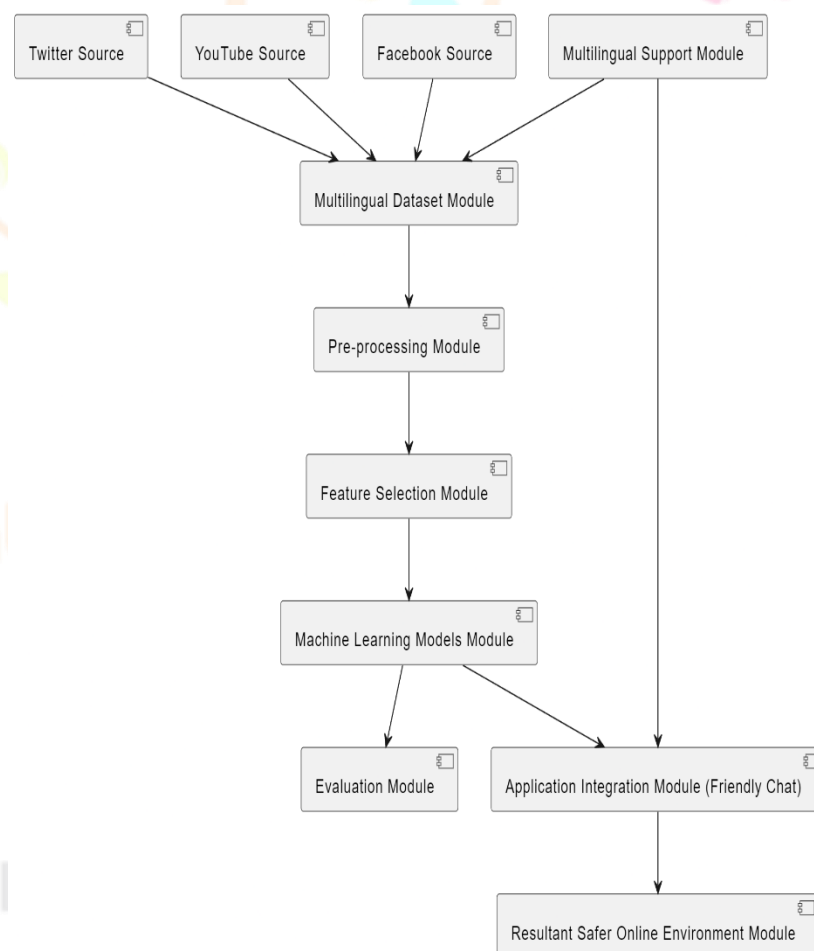 Twitter Source
YouTube Source
Facebook Source
Multilingual Support Module
Multilingual Dataset Module
Pre-processing Module
Feature Selection Module
Machine Learning Models Module
Evaluation Module
Application Integration Module (Friendly Chat)
Resultant Safer Online Environment Module